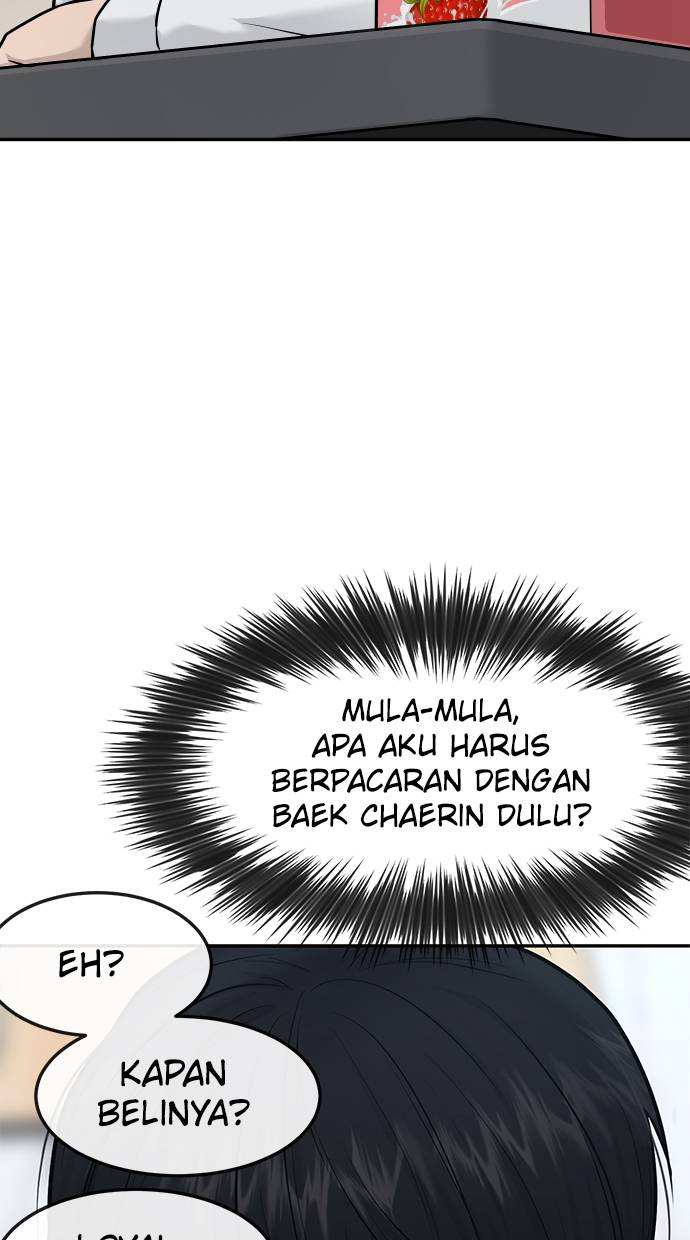 MULA-MULA,
APA AKU HARUS
BERPACARAN DENGAN
BAEK CHAERIN DULU?
EH?
KAPAN
BELINYA?